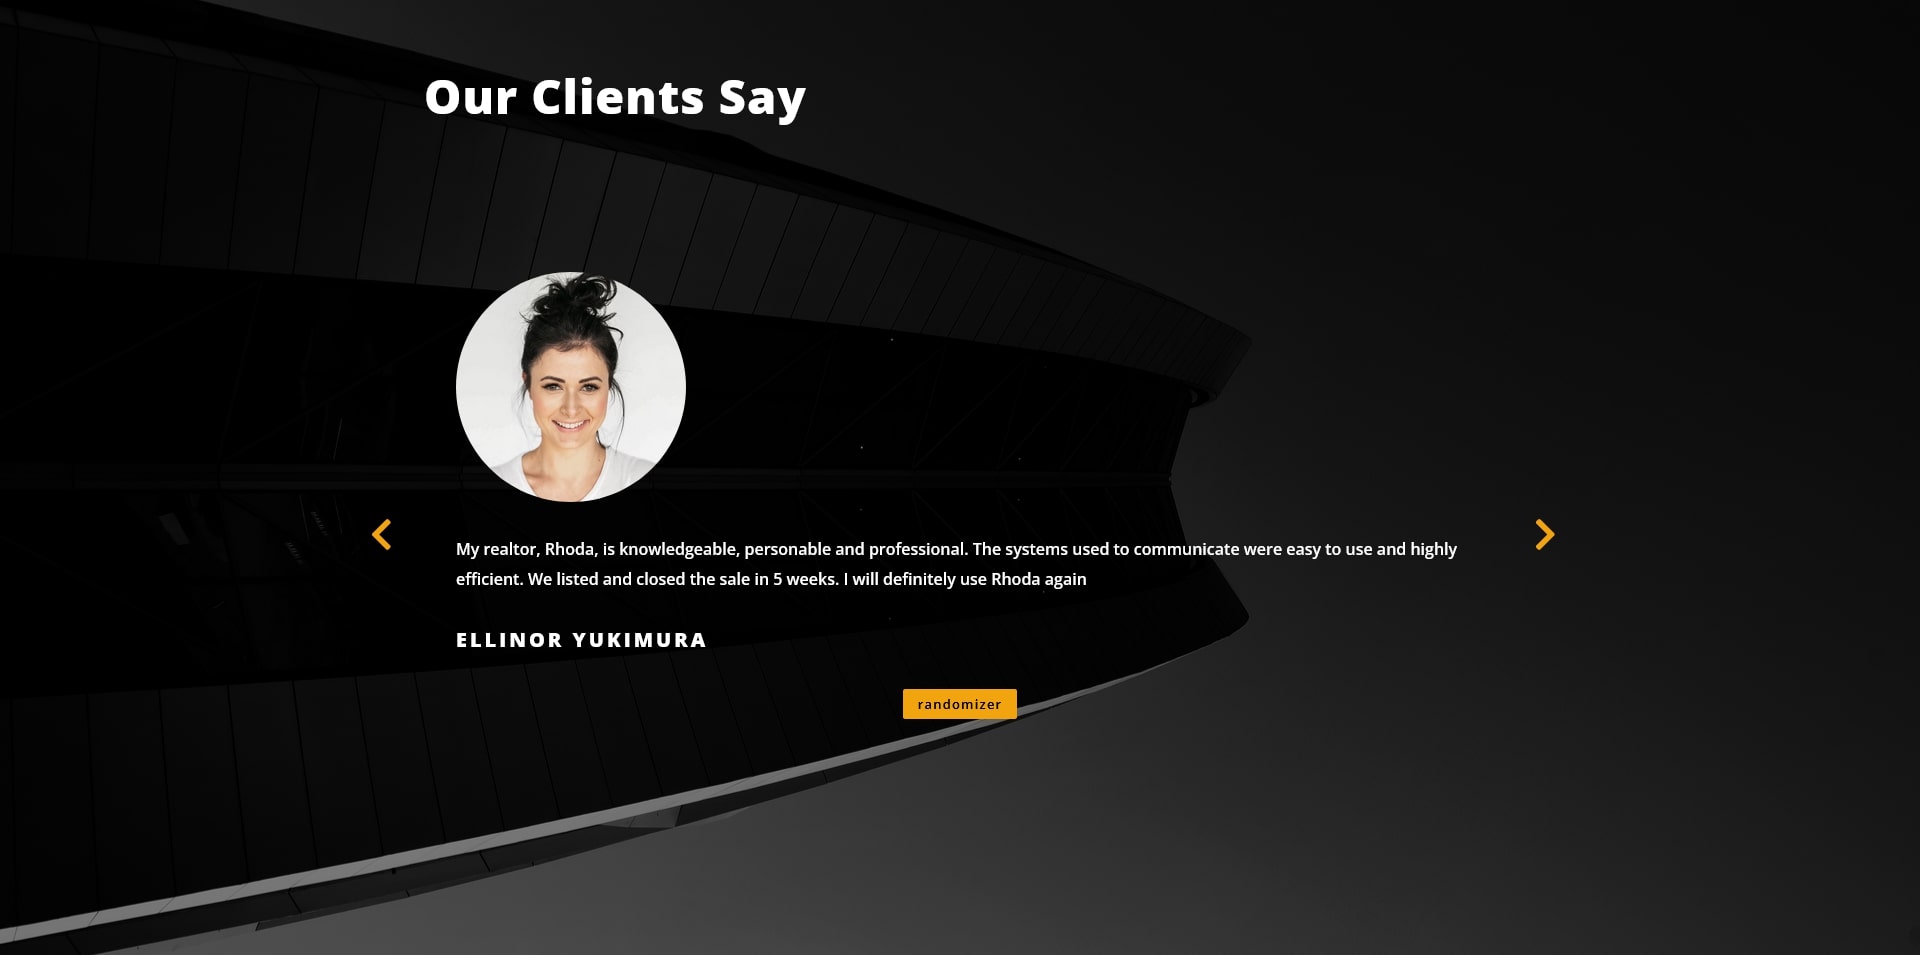 Our Clients Say
My realtor, Rhoda, is knowledgeable, personable and professional. The systems used to communicate were easy to use and highly
efficient. We listed and closed the sale in 5 weeks. I will definitely use Rhoda again
ELLINOR YUKIMURA
randomizer